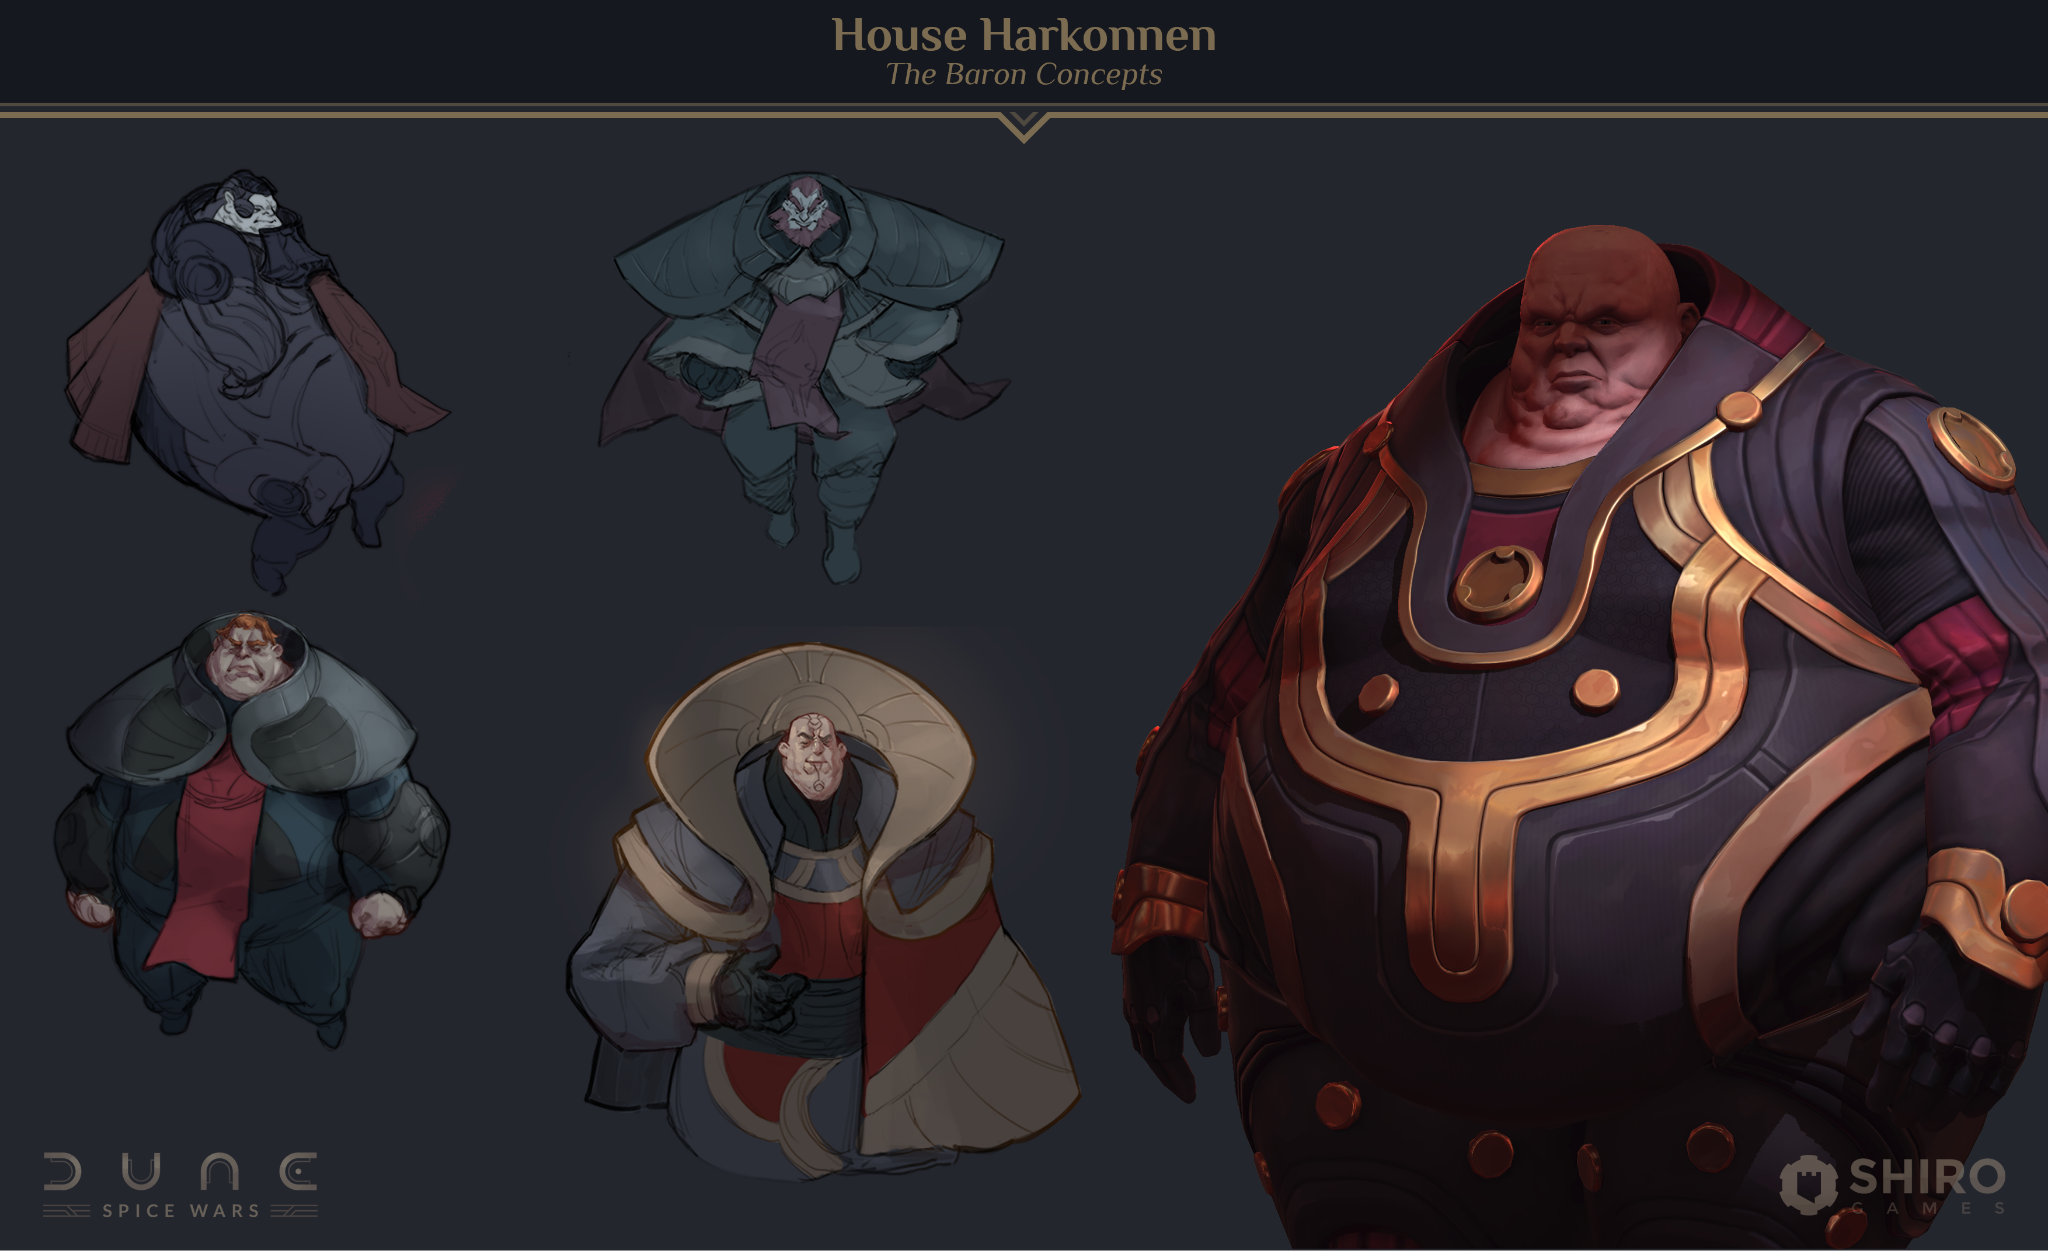 House Harkonnen
The Baron Concepts
DUNE
SPICE WARS
SHIRO
GAMES